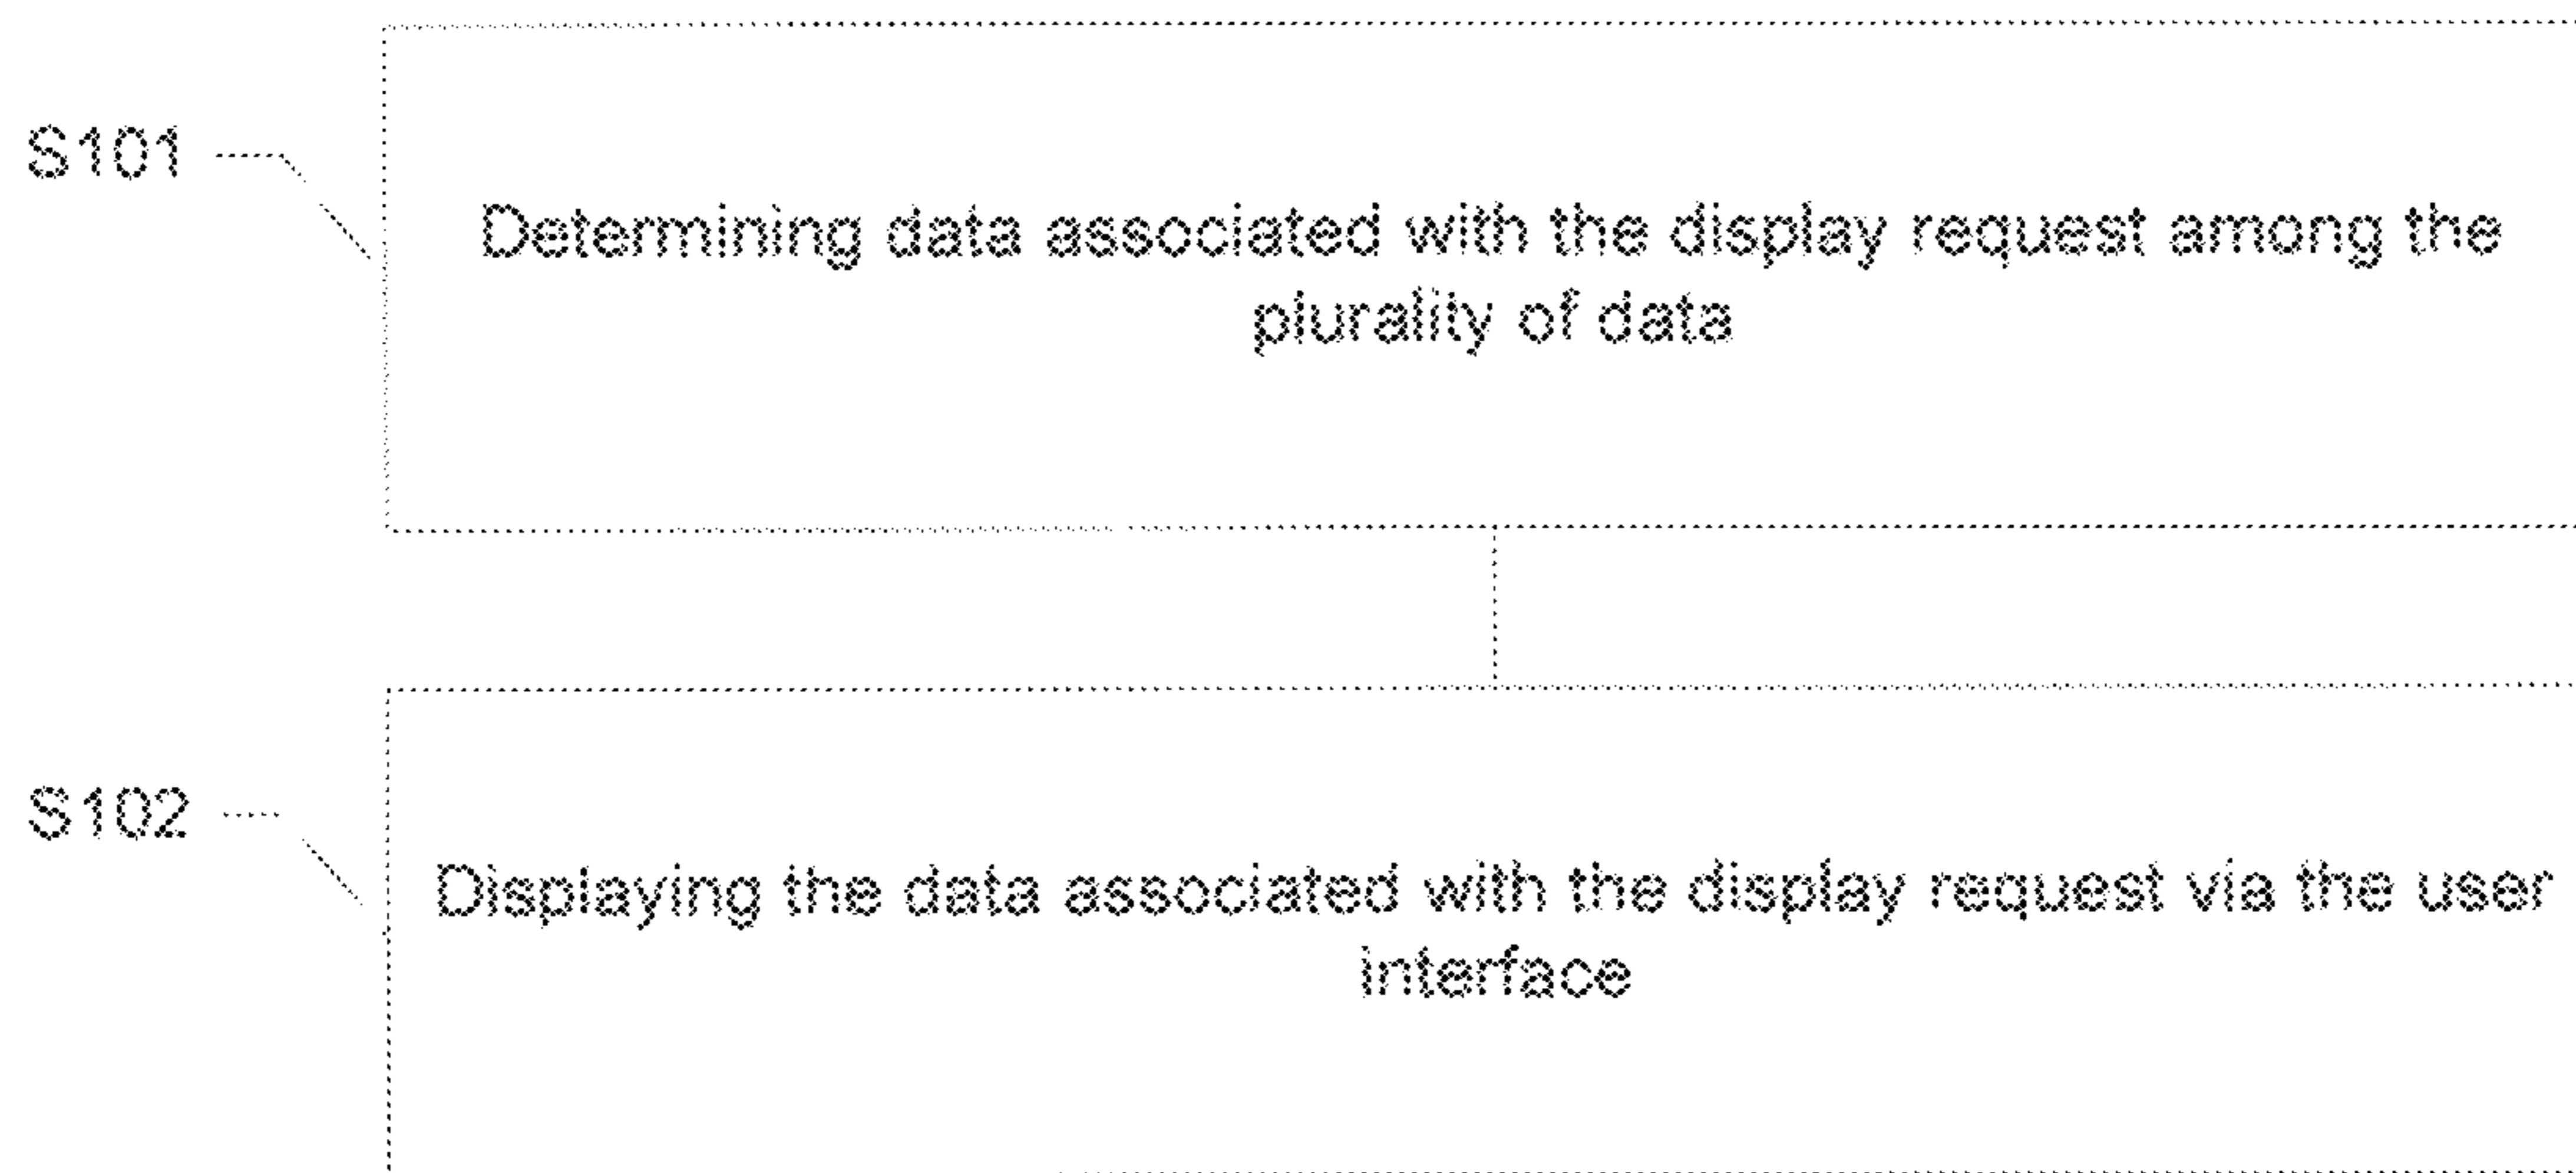 S101
Determining data associated with the display request among the
plurality of data
S102
Displaying the data associated with the display request via the user
interface